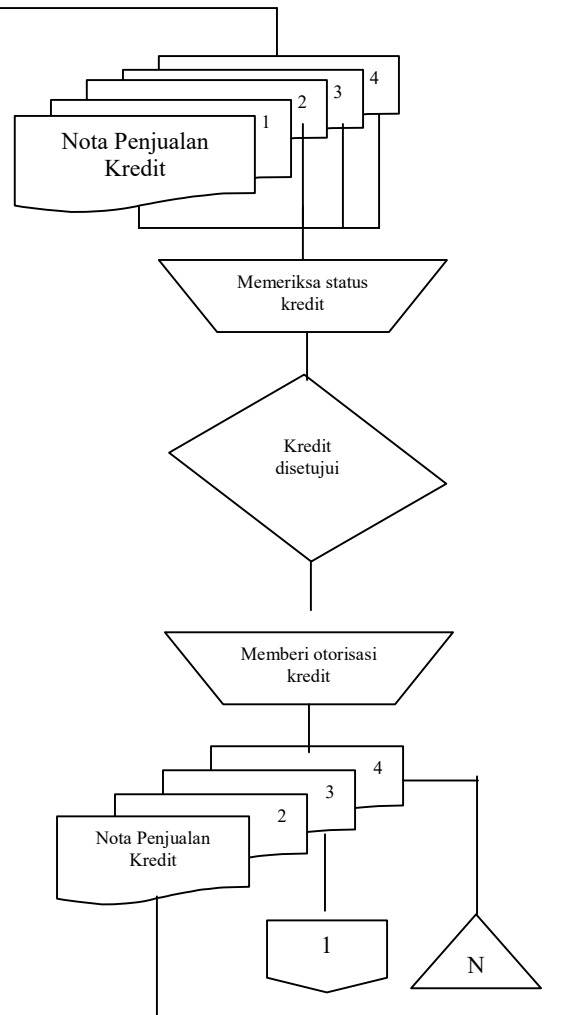 4
3
2
1
Nota Penjualan
Kredit
Memeriksa status
kredit
Kredit
disetujui
Memberi otorisasi
kredit
4
3
2
Nota Penjualan
Kredit
1
N